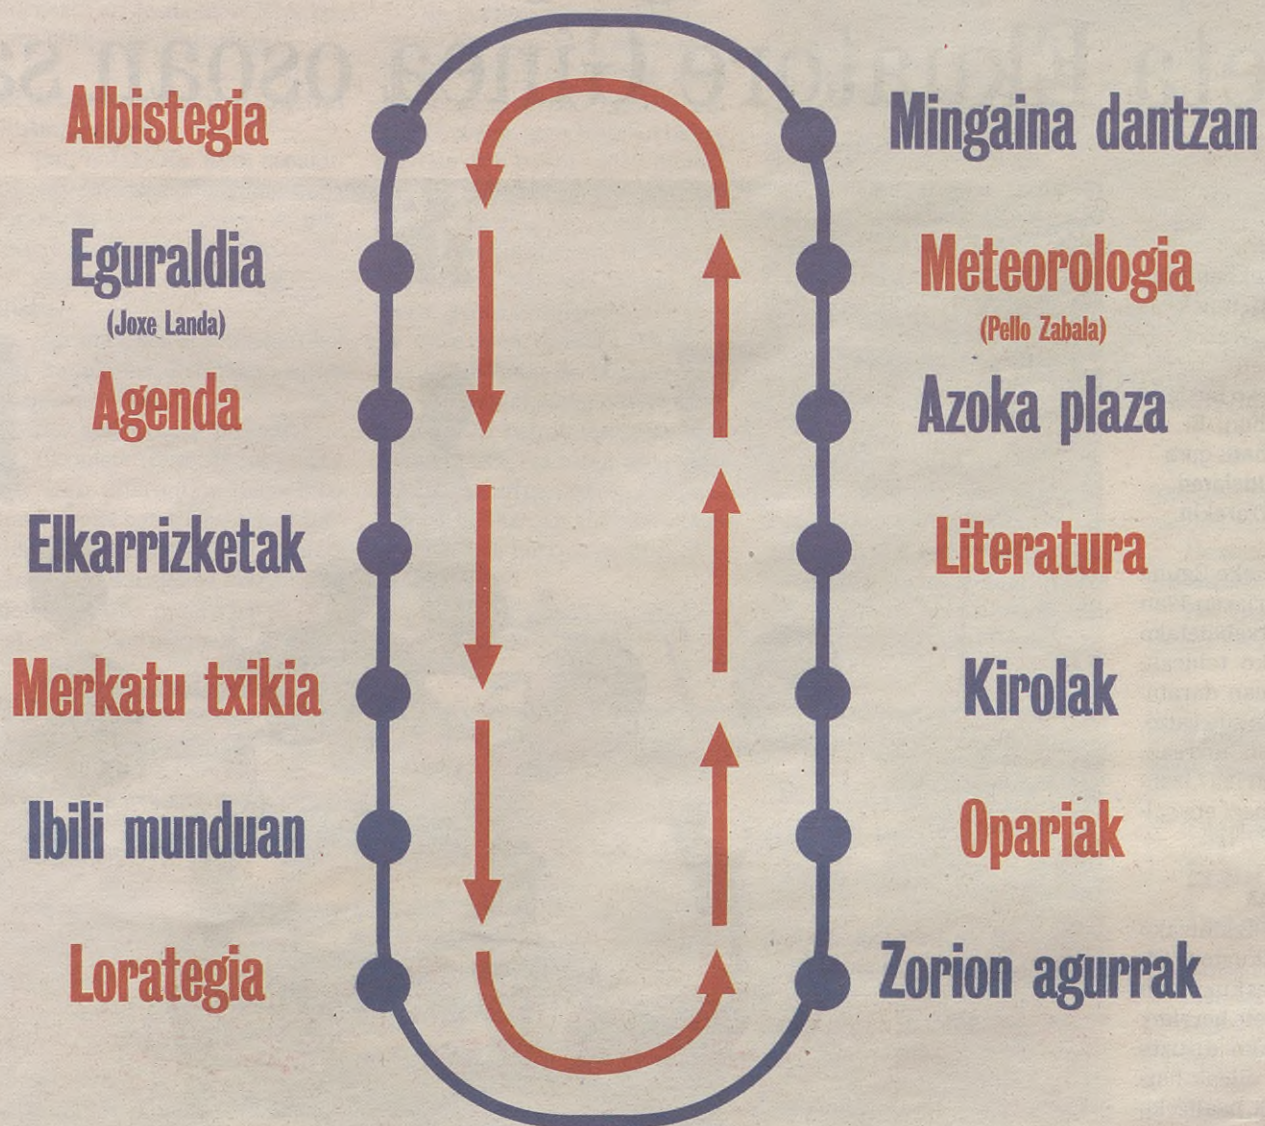 Albistegia
Eguraldia
(Joxe Landa)
Agenda
Elkarrizketak
Merkatu txikia
Ibili munduan
Lorategia
Mingaina dantzan
Meteorologia
(Pello Zabala)
Azoka plaza
Literatura
Kirolak
Opariak
Zorion agurrak